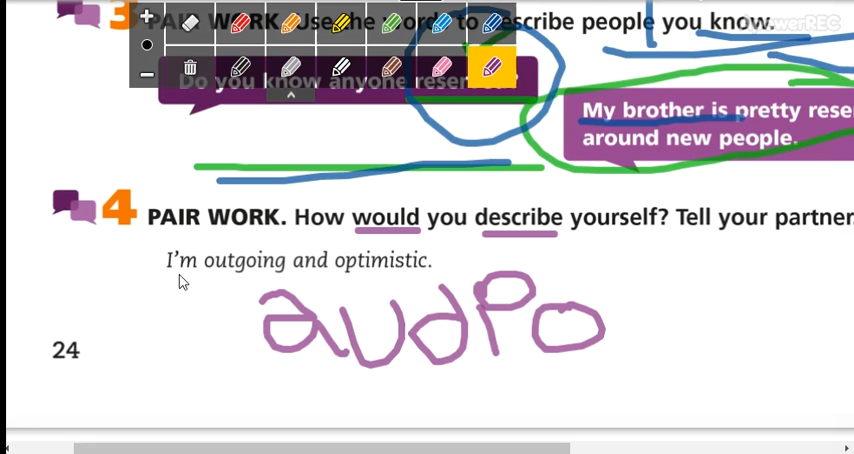 3 PAIR WORK. Use the words to describe people you know.
Do you know anyone reserved?
My brother is pretty rese
around new people.
4 PAIR WORK. How would you describe yourself? Tell your partner.
I'm outgoing and optimistic.
24